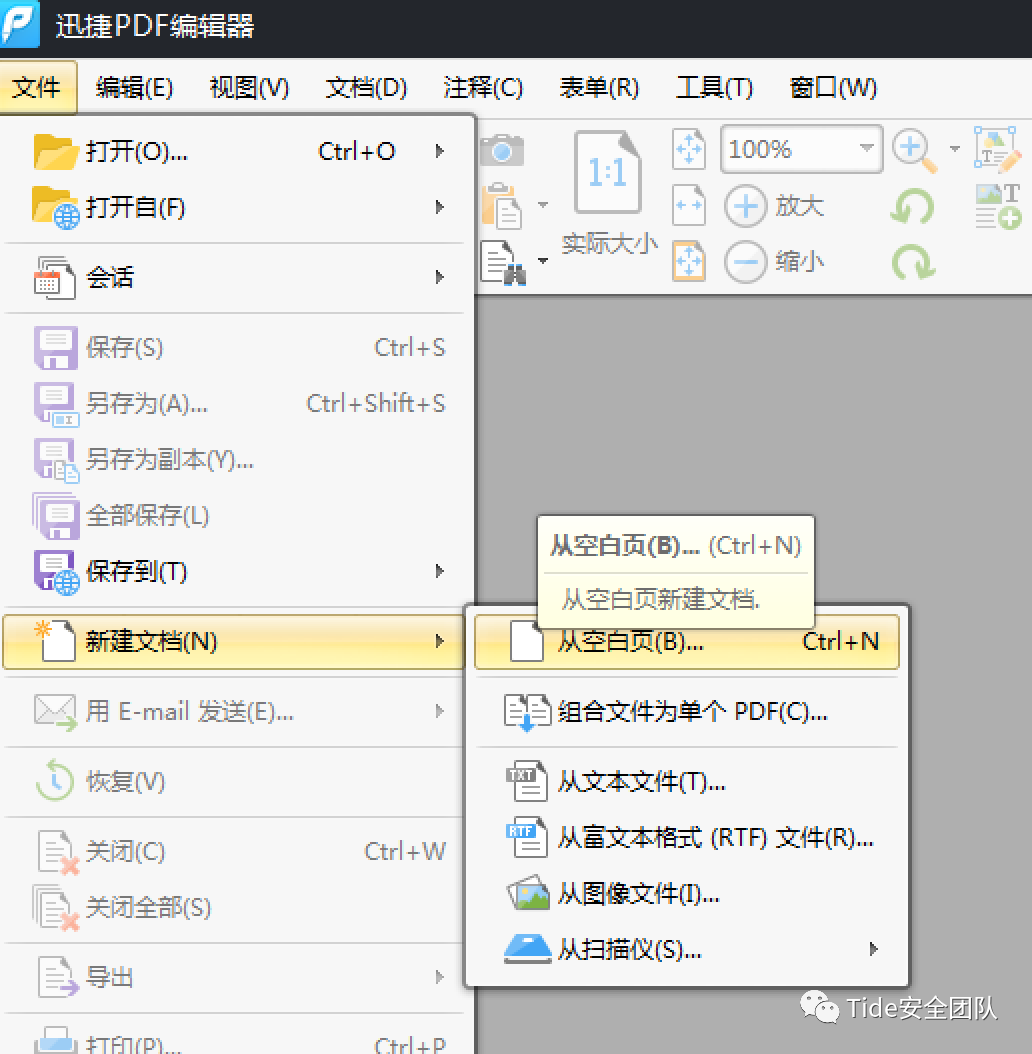 迅捷PDF编辑器
文件 编辑(E) 视图(V) 文档(D) 注释(C) 表单(R) 工具(T) 窗口(W)
打开(O)... Ctrl+O
打开自(F)
会话
保存(S) Ctrl+S
另存为(A)... Ctrl+Shift+S
另存为副本(Y)...
全部保存(L)
保存到(T)
新建文档(N)
用 E-mail 发送(E)...
恢复(V)
关闭(C) Ctrl+W
关闭全部(S)
导出
打印(P)... Ctrl+P
1:1
实际大小
100%
放大
缩小
T
T
从空白页(B)... (Ctrl+N)
从空白页新建文档.
从空白页(B)... Ctrl+N
组合文件为单个 PDF(C)...
TXT
从文本文件(T)...
RTF
从富文本格式 (RTF) 文件(R)...
从图像文件(I)...
从扫描仪(S)...
Tide安全团队